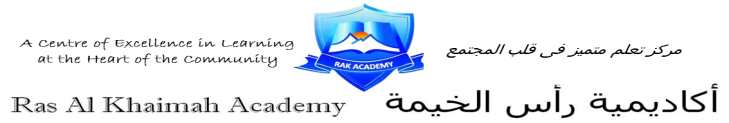 A Centre of Excellence in Learning
at the Heart of the Community
RAK ACADEMY
مركز تعلم متميز فى قلب المجتمع
Ras Al Khaimah Academy
أكاديمية رأس الخيمة